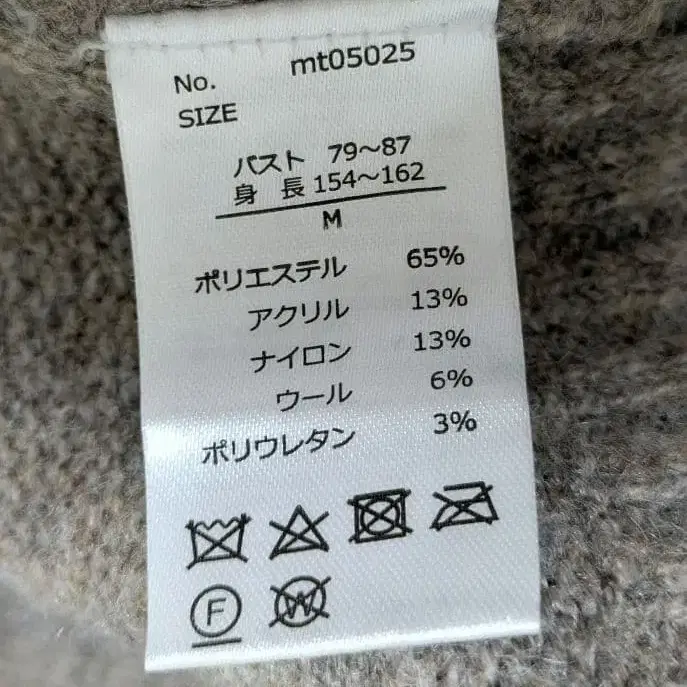 No. mt05025
SIZE
バスト 79～87
身 長 154～162
M
ポリエステル 65%
アクリル 13%
ナイロン 13%
ウール 6%
ポリウレタン 3%
F W